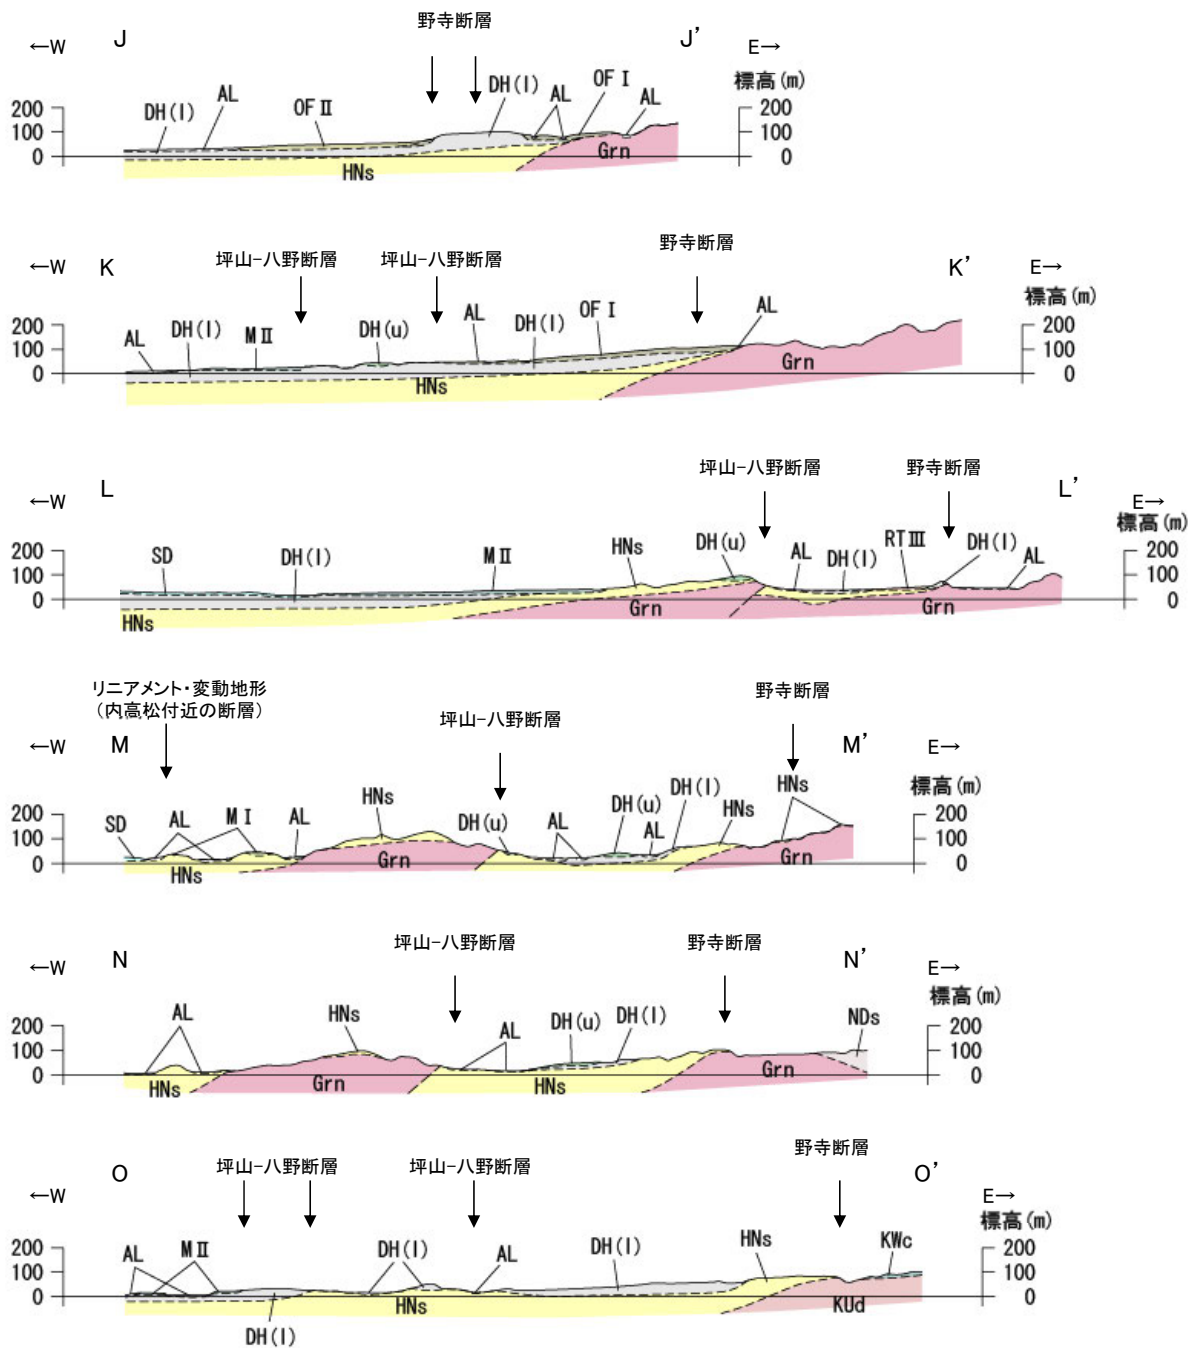 野寺断層
←W
J
J’
E→
標高(m)
DH(l)
AL
OFⅡ
DH(l)
AL
OFⅠ
AL
200
100
0
200
100
0
HNs
Grn
←W
K
坪山−八野断層
坪山−八野断層
野寺断層
K’
E→
標高(m)
AL
DH(l)
MⅡ
DH(u)
AL
DH(l)
OFⅠ
AL
200
100
0
200
100
0
HNs
Grn
←W
L
坪山−八野断層
野寺断層
L’
E→
標高(m)
SD
DH(l)
MⅡ
HNs
DH(u)
AL
DH(l)
RTⅢ
DH(l)
AL
200
100
0
200
100
0
HNs
Grn
Grn
リニアメント・変動地形
(内高松付近の断層)
←W
M
坪山−八野断層
野寺断層
M’
E→
標高(m)
SD
AL
MⅠ
AL
HNs
DH(u)
AL
DH(u)
AL
DH(l)
HNs
HNs
200
100
0
200
100
0
HNs
Grn
Grn
←W
N
坪山−八野断層
野寺断層
N’
E→
標高(m)
AL
HNs
AL
DH(u)
DH(l)
NDs
200
100
0
200
100
0
HNs
Grn
HNs
Grn
←W
O
坪山−八野断層
坪山−八野断層
野寺断層
O’
E→
標高(m)
AL
MⅡ
DH(l)
AL
DH(l)
HNs
KWc
200
100
0
200
100
0
HNs
KUd
DH(l)